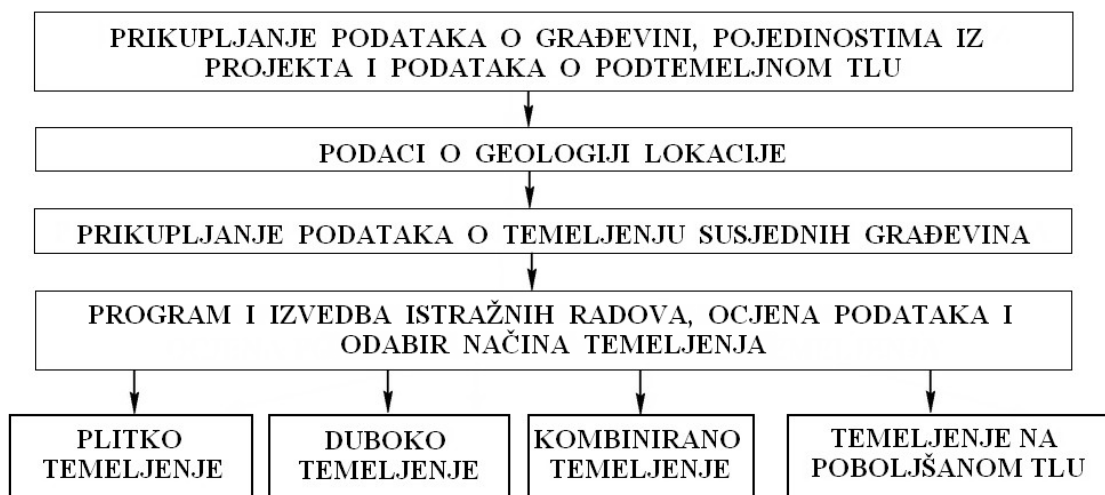 PRIKUPLJANJE PODATAKA O GRAĐEVINI, POJEDINOSTIMA IZ
PROJEKTA I PODATAKA O PODTEMELJNOM TLU
PODACI O GEOLOGIJI LOKACIJE
PRIKUPLJANJE PODATAKA O TEMELJENJU SUSJEDNIH GRAĐEVINA
PROGRAM I IZVEDBA ISTRAŽNIH RADOVA, OCJENA PODATAKA I
ODABIR NAČINA TEMELJENJA
PLITKO
TEMELJENJE
DUBOKO
TEMELJENJE
KOMBINIRANO
TEMELJENJE
TEMELJENJE NA
POBOLJŠANOM TLU